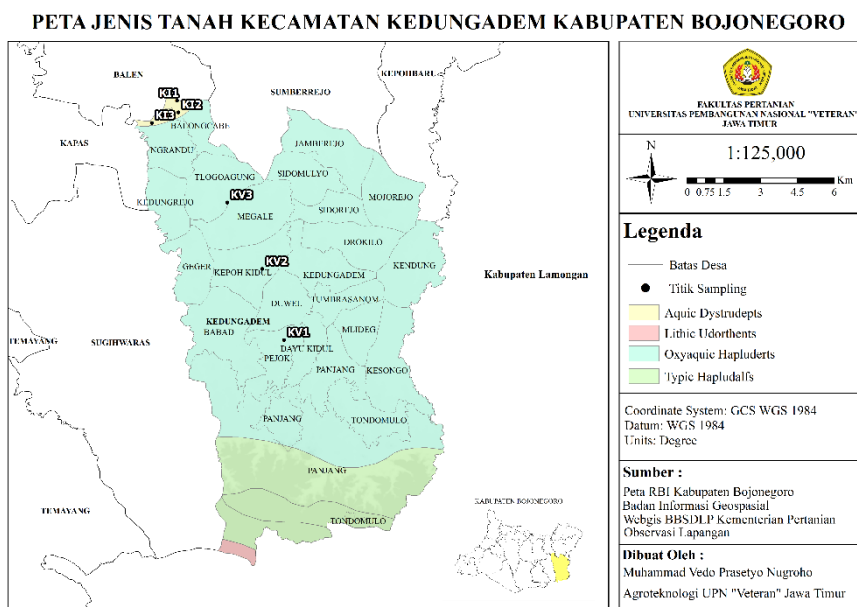 PETA JENIS TANAH KECAMATAN KEDUNGADEM KABUPATEN BOJONEGORO
BALEN
KEPOHBARU
SUMBERREJO
KI1
KI2
KI3
BALONGCABE
KAPAS
NGRANDU
JAMBEREJO
TLOGOAGUNG
SIDOMULYO
KV3
MOJOREJO
KEDUNGREJO
MEGALE
SIDOREJO
DROKILO
KV2
GEGER
KEPOH KIDUL
KEDUNGADEM
KENDUNG
Kabupaten Lamongan
DUWEL
TUMBRASANOM
KEDUNGADEM
TEMAYANG
SUGIHWARAS
BABAD
KV1
MLIDEG
DAYU KIDUL
PEJOK
PANJANG
KESONGO
PANJANG
TONDOMULO
PANJANG
TEMAYANG
TONDOMULO
KABUPATEN BOJONEGORO
FAKULTAS PERTANIAN
UNIVERSITAS PEMBANGUNAN NASIONAL "VETERAN"
JAWA TIMUR
N
1:125,000
Km
0 0.75 1.5 3 4.5 6
Legenda
Batas Desa
Titik Sampling
Aquic Dystrudepts
Lithic Udorthents
Oxyaquic Hapluderts
Typic Hapludalfs
Coordinate System: GCS WGS 1984
Datum: WGS 1984
Units: Degree
Sumber :
Peta RBI Kabupaten Bojonegoro
Badan Informasi Geospasial
Webgis BBSDLP Kementerian Pertanian
Observasi Lapangan
Dibuat Oleh :
Muhammad Vedo Prasetyo Nugroho
Agroteknologi UPN "Veteran" Jawa Timur